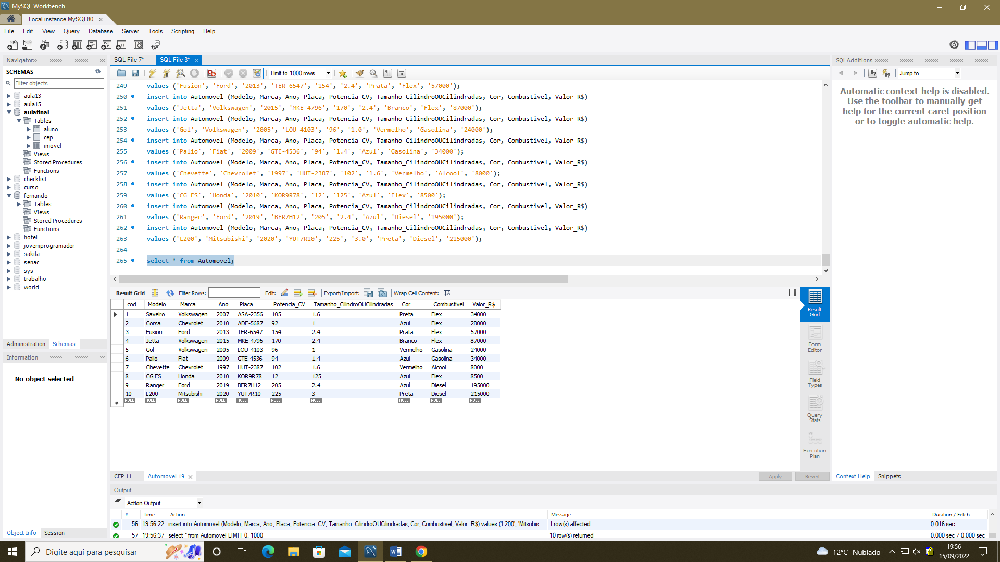 MySQL Workbench
Local instance MySQL80
File Edit View Query Database Server Tools Scripting Help
Navigator
SCHEMAS
Filter objects
aula13
aula15
aulafinal
Tables
aluno
cep
imovel
Views
Stored Procedures
Functions
checklist
curso
fernando
Tables
Views
Stored Procedures
Functions
hotel
jovemprogramador
sakila
senac
sys
trabalho
world
Administration Schemas
Information
No object selected
Object Info Session
SQL File 7* SQL File 3*
Limit to 1000 rows
249 values ('Fusion', 'Ford', '2013', 'TER-6547', '154', '2.4', 'Prata', 'Flex', '57000');
250 insert into Automovel (Modelo, Marca, Ano, Placa, Potencia_CV, Tamanho_CilindroOUCilindradas, Cor, Combustivel, Valor_R$)
251 values ('Jetta', 'Volkswagen', '2015', 'MKE-4796', '170', '2.4', 'Branco', 'Flex', '87000');
252 insert into Automovel (Modelo, Marca, Ano, Placa, Potencia_CV, Tamanho_CilindroOUCilindradas, Cor, Combustivel, Valor_R$)
253 values ('Gol', 'Volkswagen', '2005', 'LOU-4103', '96', '1.0', 'Vermelho', 'Gasolina', '24000');
254 insert into Automovel (Modelo, Marca, Ano, Placa, Potencia_CV, Tamanho_CilindroOUCilindradas, Cor, Combustivel, Valor_R$)
255 values ('Palio', 'Fiat', '2009', 'GTE-4536', '94', '1.4', 'Azul', 'Gasolina', '34000');
256 insert into Automovel (Modelo, Marca, Ano, Placa, Potencia_CV, Tamanho_CilindroOUCilindradas, Cor, Combustivel, Valor_R$)
257 values ('Chevette', 'Chevrolet', '1997', 'HUT-2387', '102', '1.6', 'Vermelho', 'Alcool', '8000');
258 insert into Automovel (Modelo, Marca, Ano, Placa, Potencia_CV, Tamanho_CilindroOUCilindradas, Cor, Combustivel, Valor_R$)
259 values ('CG ES', 'Honda', '2010', 'KOR9R78', '12', '125', 'Azul', 'Flex', '8500');
260 insert into Automovel (Modelo, Marca, Ano, Placa, Potencia_CV, Tamanho_CilindroOUCilindradas, Cor, Combustivel, Valor_R$)
261 values ('Ranger', 'Ford', '2019', 'BER7H12', '205', '2.4', 'Azul', 'Diesel', '195000');
262 insert into Automovel (Modelo, Marca, Ano, Placa, Potencia_CV, Tamanho_CilindroOUCilindradas, Cor, Combustivel, Valor_R$)
263 values ('L200', 'Mitsubishi', '2020', 'YUT7R10', '225', '3.0', 'Preta', 'Diesel', '215000');
264
265 select * from Automovel;
Result Grid Filter Rows: Edit: Export/Import: Wrap Cell Content:
cod Modelo Marca Ano Placa Potencia_CV Tamanho_CilindroOUCilindradas Cor Combustivel Valor_R$
1 Saveiro Volkswagen 2007 ASA-2356 105 1.6 Preta Flex 34000
2 Corsa Chevrolet 2010 ADE-5687 92 1 Azul Flex 28000
3 Fusion Ford 2013 TER-6547 154 2.4 Prata Flex 57000
4 Jetta Volkswagen 2015 MKE-4796 170 2.4 Branco Flex 87000
5 Gol Volkswagen 2005 LOU-4103 96 1 Vermelho Gasolina 24000
6 Palio Fiat 2009 GTE-4536 94 1.4 Azul Gasolina 34000
7 Chevette Chevrolet 1997 HUT-2387 102 1.6 Vermelho Alcool 8000
8 CG ES Honda 2010 KOR9R78 12 125 Azul Flex 8500
9 Ranger Ford 2019 BER7H12 205 2.4 Azul Diesel 195000
10 L200 Mitsubishi 2020 YUT7R10 225 3 Preta Diesel 215000
NULL NULL NULL NULL NULL NULL NULL NULL NULL NULL
Result
Grid
Form
Editor
Field
Types
Query
Stats
Execution
Plan
CEP 11 Automovel 19 Apply Revert
SQLAdditions
Jump to
Automatic context help is disabled.
Use the toolbar to manually get
help for the current caret position
or to toggle automatic help.
Context Help Snippets
Output
Action Output
# Time Action Message Duration / Fetch
56 19:56:22 insert into Automovel (Modelo, Marca, Ano, Placa, Potencia_CV, Tamanho_CilindroOUCilindradas, Cor, Combustivel, Valor_R$) values ('L200', 'Mitsubis... 1 row(s) affected 0.016 sec
57 19:56:37 select * from Automovel LIMIT 0, 1000 10 row(s) returned 0.000 sec / 0.000 sec
Digite aqui para pesquisar
12°C Nublado
19:56
15/09/2022